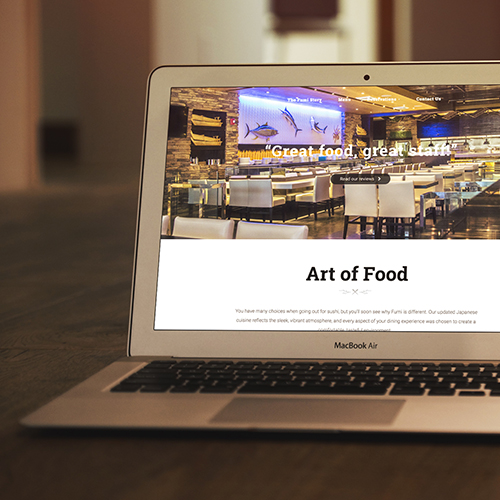 The Fumi Story Menu Contact Us
“Great food, great staff!”
Read our reviews
Art of Food
You have many choices when going out for sushi, but you'll soon see why Fumi is different. Our updated Japanese
cuisine reflects the sleek, vibrant atmosphere, and every aspect of your dining experience was chosen to create a
MacBook Air